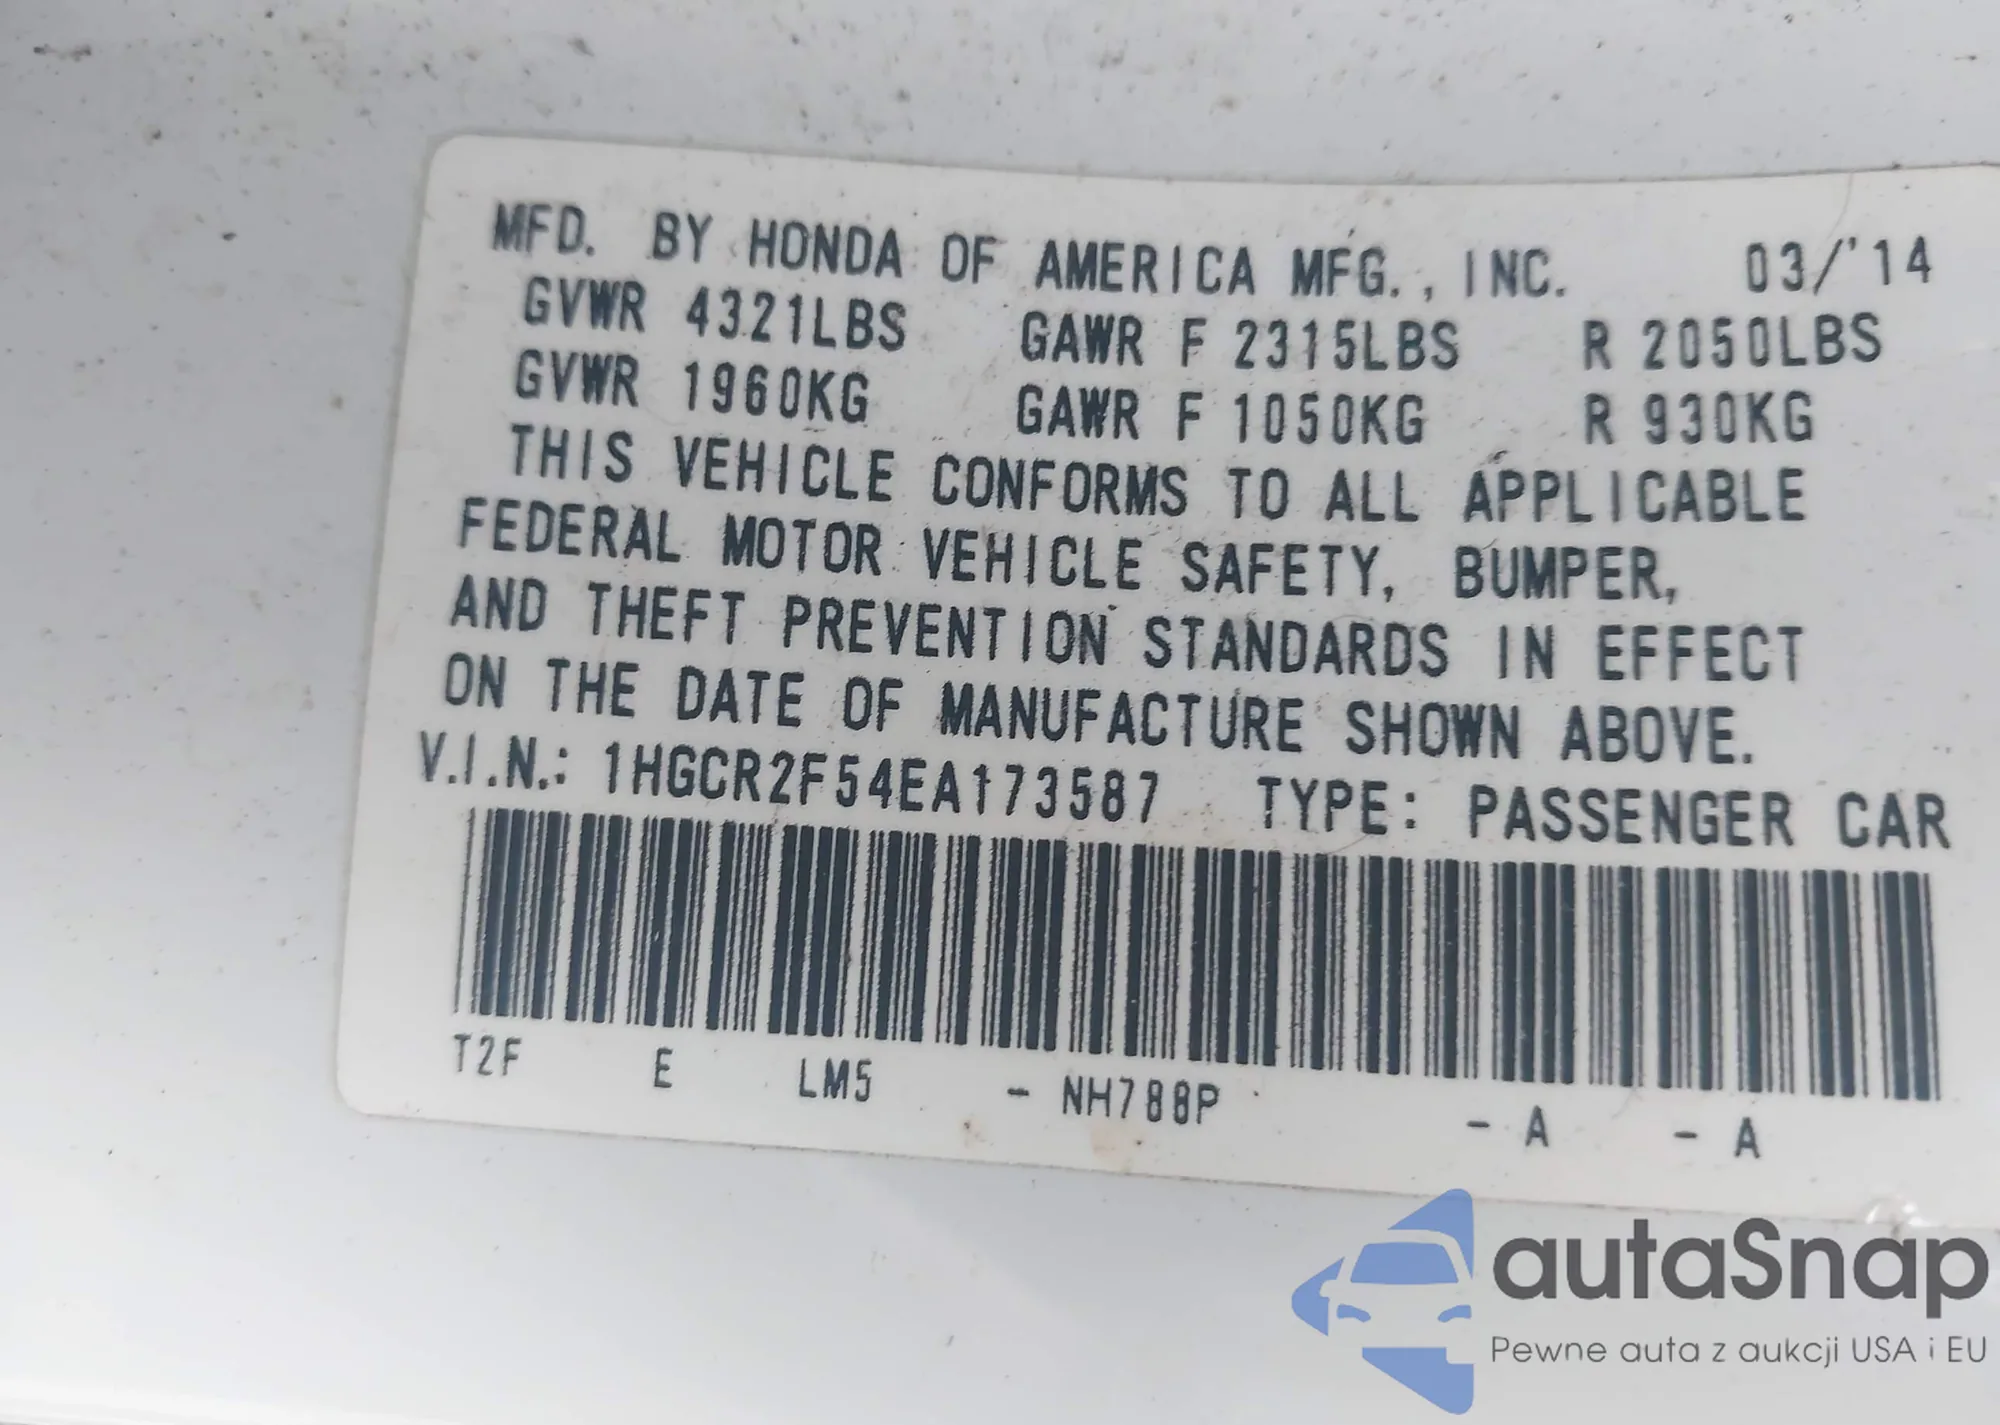 MFD. BY HONDA OF AMERICA MFG., INC. 03/'14
GVWR 4321LBS GAWR F 2315LBS R 2050LBS
GVWR 1960KG GAWR F 1050KG R 930KG
THIS VEHICLE CONFORMS TO ALL APPLICABLE
FEDERAL MOTOR VEHICLE SAFETY, BUMPER,
AND THEFT PREVENTION STANDARDS IN EFFECT
ON THE DATE OF MANUFACTURE SHOWN ABOVE.
V.I.N.: 1HGCR2F54EA173587 TYPE: PASSENGER CAR
T2F E LM5 - NH788P - A - A
autaSnap
Pewne auta z aukcji USA i EU